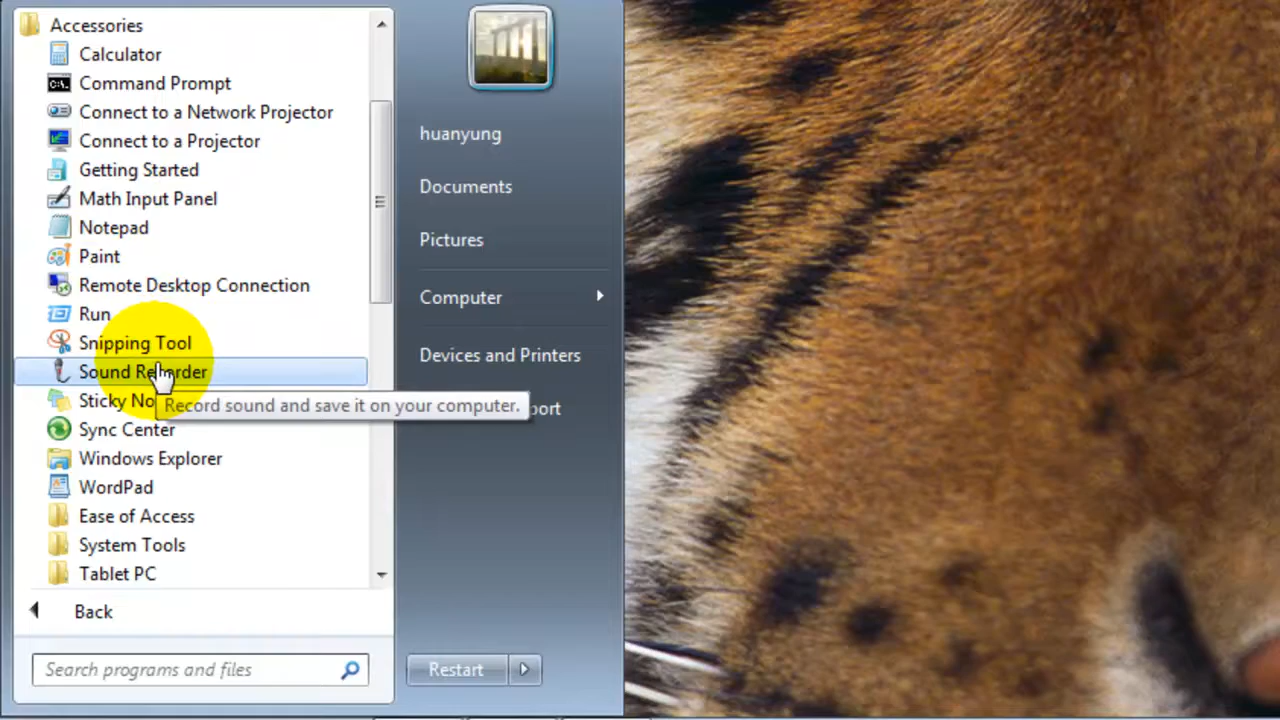 Accessories
Calculator
Command Prompt
Connect to a Network Projector
Connect to a Projector
Getting Started
Math Input Panel
Notepad
Paint
Remote Desktop Connection
Run
Snipping Tool
Sound Recorder
Sticky No
Record sound and save it on your computer.
Sync Center
Windows Explorer
WordPad
Ease of Access
System Tools
Tablet PC
Back
Search programs and files
huanyung
Documents
Pictures
Computer
Devices and Printers
port
Restart